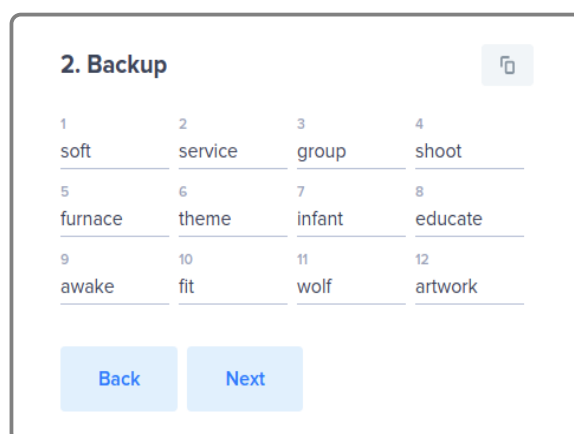 2. Backup
1 2 3 4
soft service group shoot
5 6 7 8
furnace theme infant educate
9 10 11 12
awake fit wolf artwork
Back Next